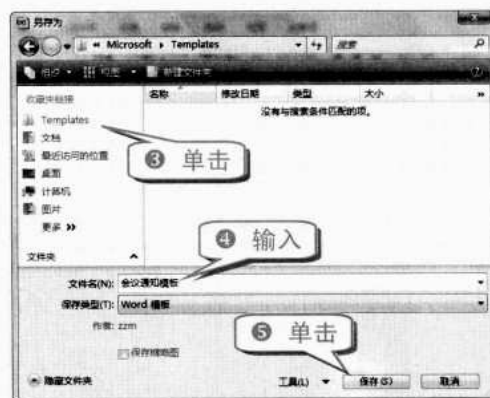 另存为
Microsoft ▸ Templates
搜索
组织 视图 新建文件夹
收藏夹链接
名称 修改日期 类型 大小 »
没有与搜索条件匹配的项。
Templates
文档
最近访问的位置
桌面
计算机
图片
更多 »
❸ 单击
❹ 输入
文件夹
文件名(N): 会议通知模板
保存类型(T): Word 模板
作者: zzm
❺ 单击
保存缩略图
隐藏文件夹
工具(L) 保存(S) 取消